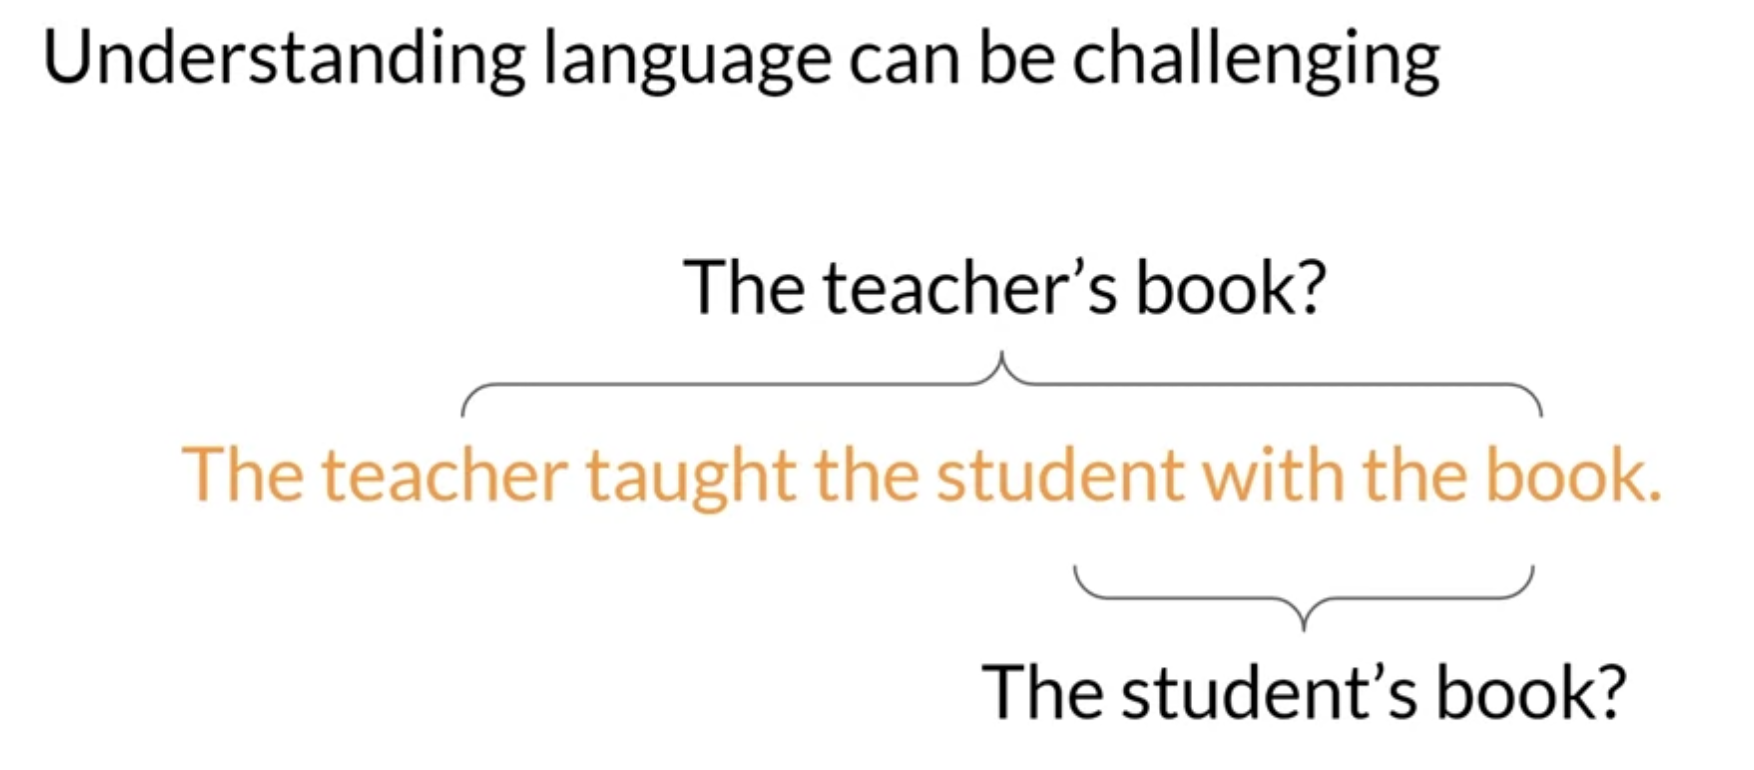 Understanding language can be challenging
The teacher’s book?
The teacher taught the student with the book.
The student’s book?